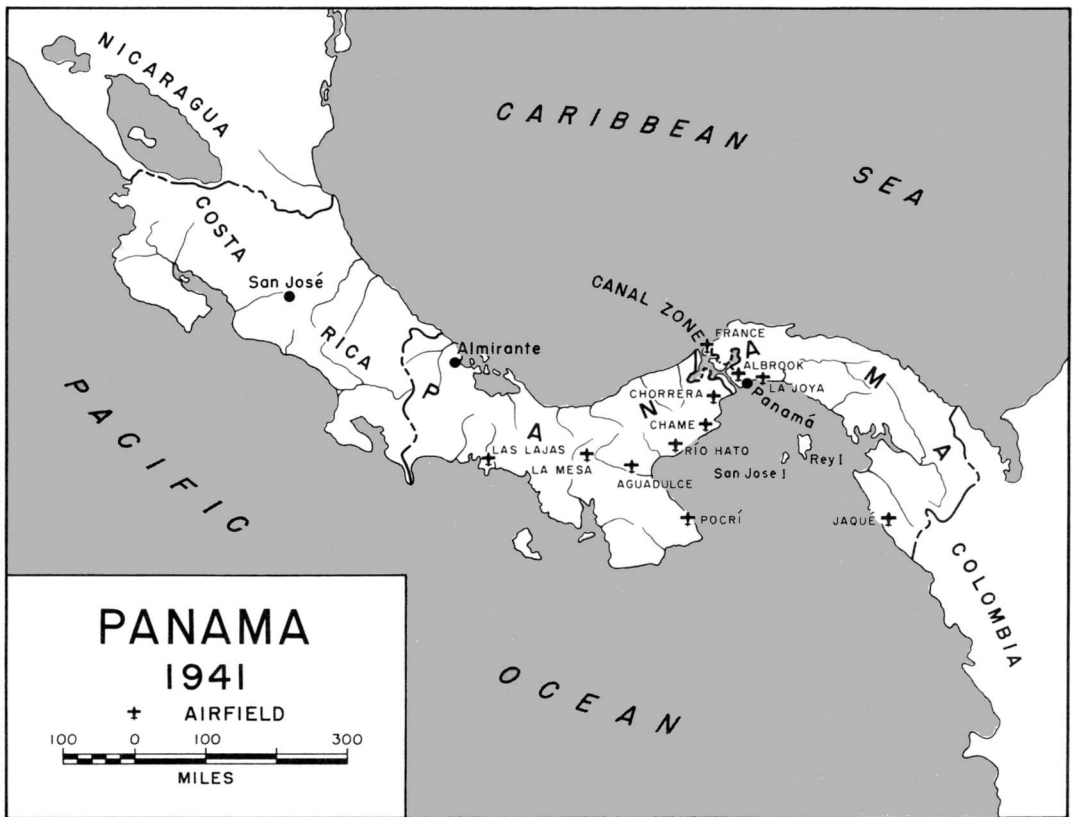 NICARAGUA
CARIBBEAN
SEA
COSTA
RICA
San José
CANAL ZONE
FRANCE
Almirante
ALBROOK
LA JOYA
PANAMA
CHORRERA
Panamá
CHAME
LAS LAJAS
LA MESA
RÍO HATO
Rey I
San Jose I
AGUADULCE
POCRÍ
JAQUÉ
PACIFIC
OCEAN
COLOMBIA
PANAMA
1941
AIRFIELD
100 0 100 300
MILES